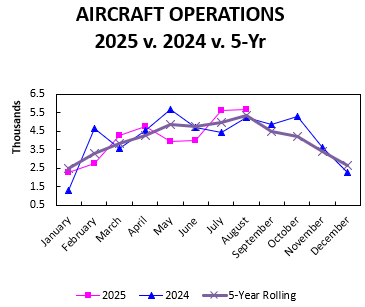 AIRCRAFT OPERATIONS
2025 v. 2024 v. 5-Yr
Thousands
6.5
5.5
4.5
3.5
2.5
1.5
0.5
January
February
March
April
May
June
July
August
September
October
November
December
2025
2024
5-Year Rolling